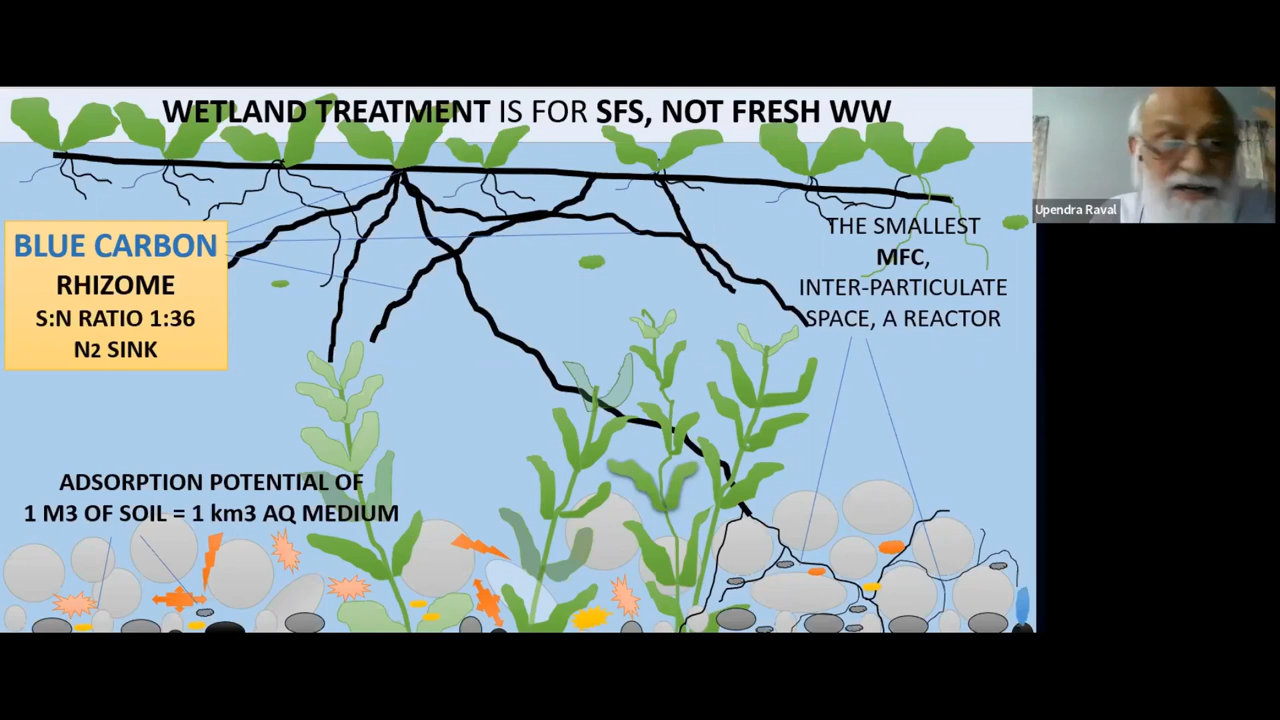 WETLAND TREATMENT IS FOR SFS, NOT FRESH WW
Upendra Raval
BLUE CARBON
RHIZOME
S:N RATIO 1:36
N2 SINK
THE SMALLEST
MFC,
INTER-PARTICULATE
SPACE, A REACTOR
ADSORPTION POTENTIAL OF
1 M3 OF SOIL = 1 km3 AQ MEDIUM